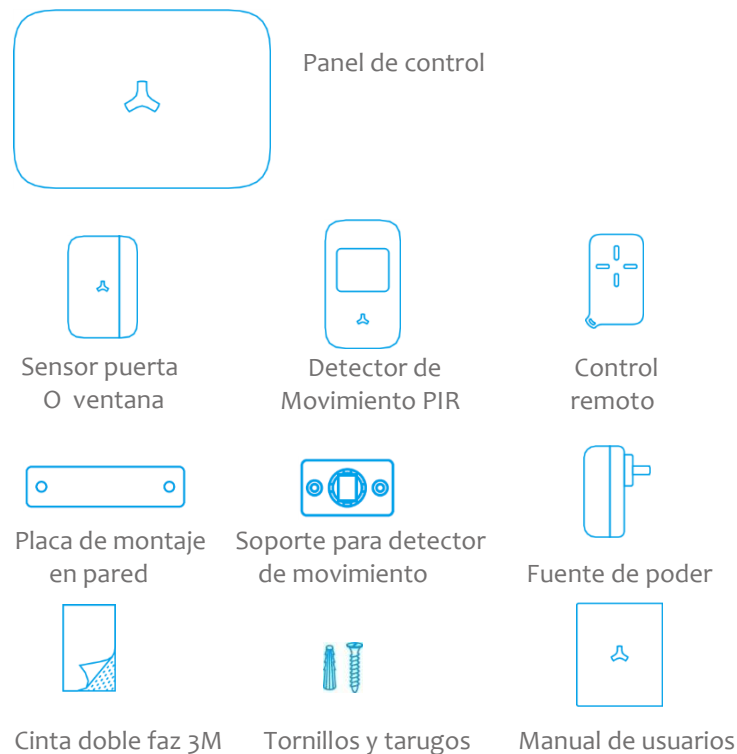 Panel de control
Sensor puerta
O ventana
Detector de
Movimiento PIR
Control
remoto
Placa de montaje
en pared
Soporte para detector
de movimiento
Fuente de poder
Cinta doble faz 3M
Tornillos y tarugos
Manual de usuarios